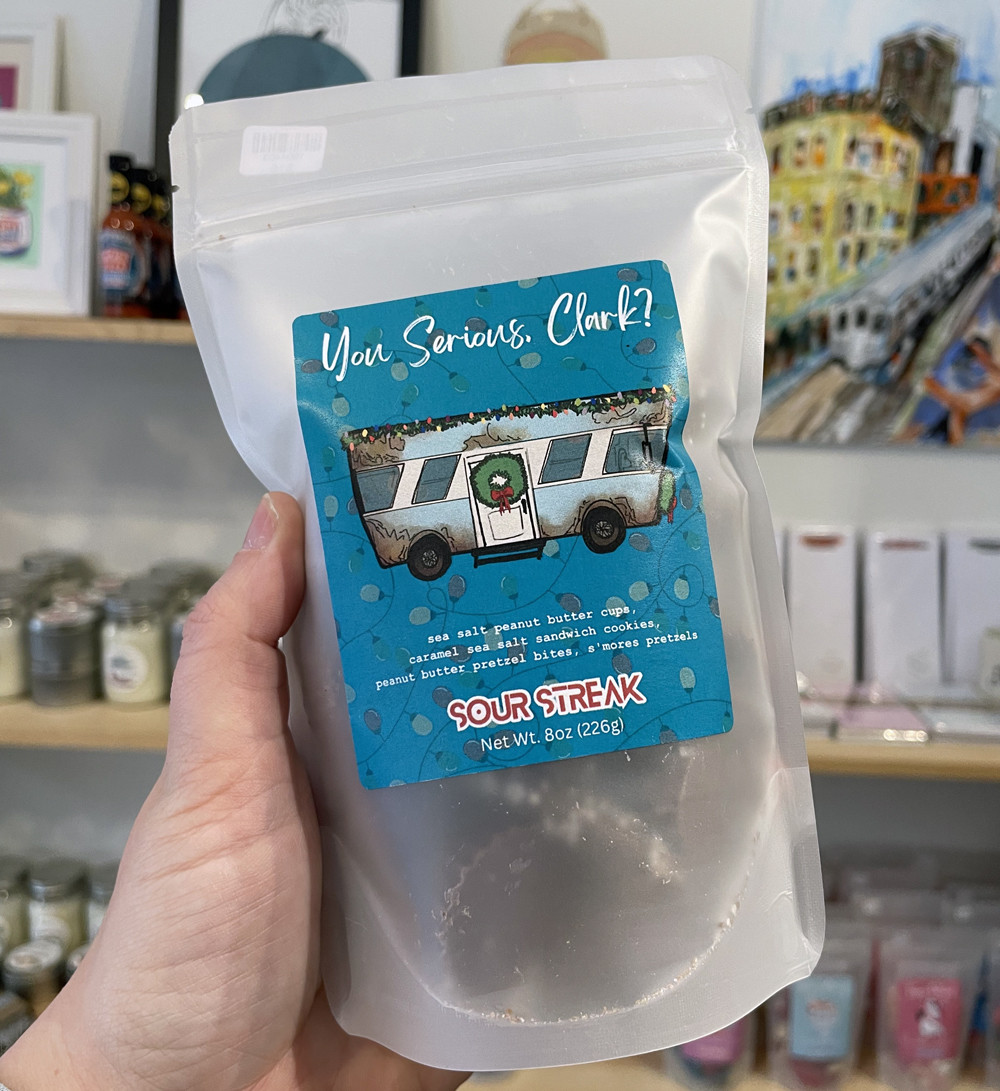 You Serious, Clark?
sea salt peanut butter cups,
caramel sea salt sandwich cookies,
peanut butter pretzel bites, s'mores pretzels
SOUR STREAK
Net Wt. 8oz (226g)